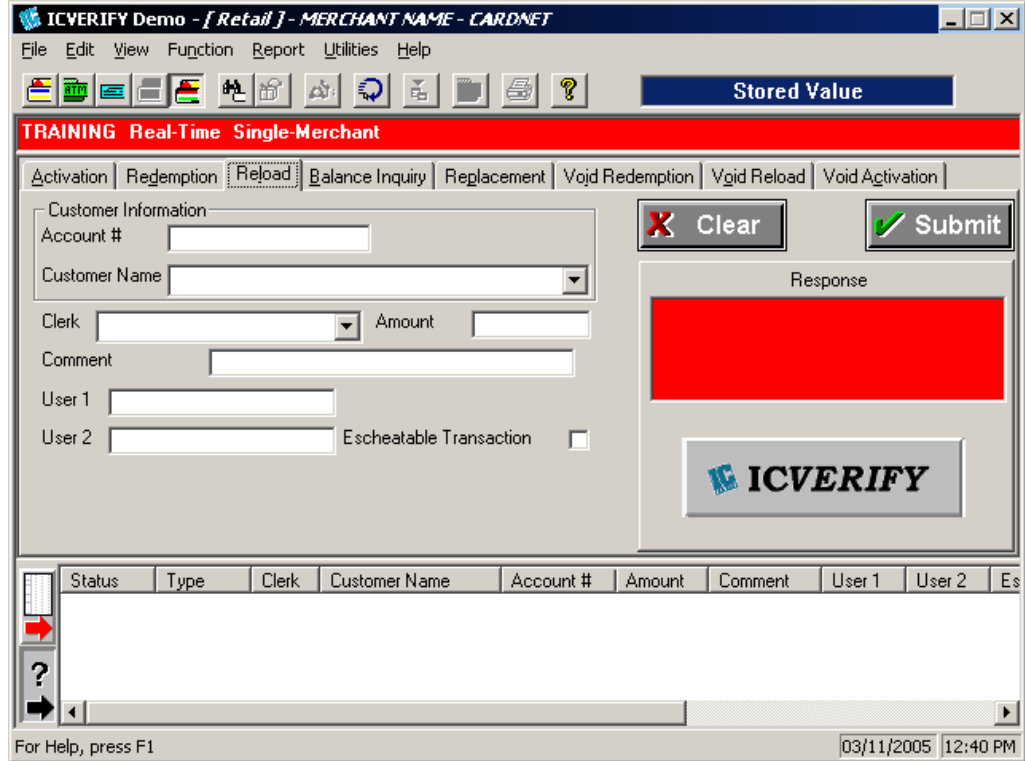 ICVERIFY Demo - [ Retail ] - MERCHANT NAME - CARDNET
File Edit View Function Report Utilities Help
ATM ? Stored Value
TRAINING Real-Time Single-Merchant
Activation Redemption Reload Balance Inquiry Replacement Void Redemption Void Reload Void Activation
Customer Information
Account #
Clear Submit
Customer Name
Response
Clerk Amount
Comment
User 1
User 2 Escheatable Transaction
IC ICVERIFY
Status Type Clerk Customer Name Account # Amount Comment User 1 User 2 Es
?
For Help, press F1 03/11/2005 12:40 PM